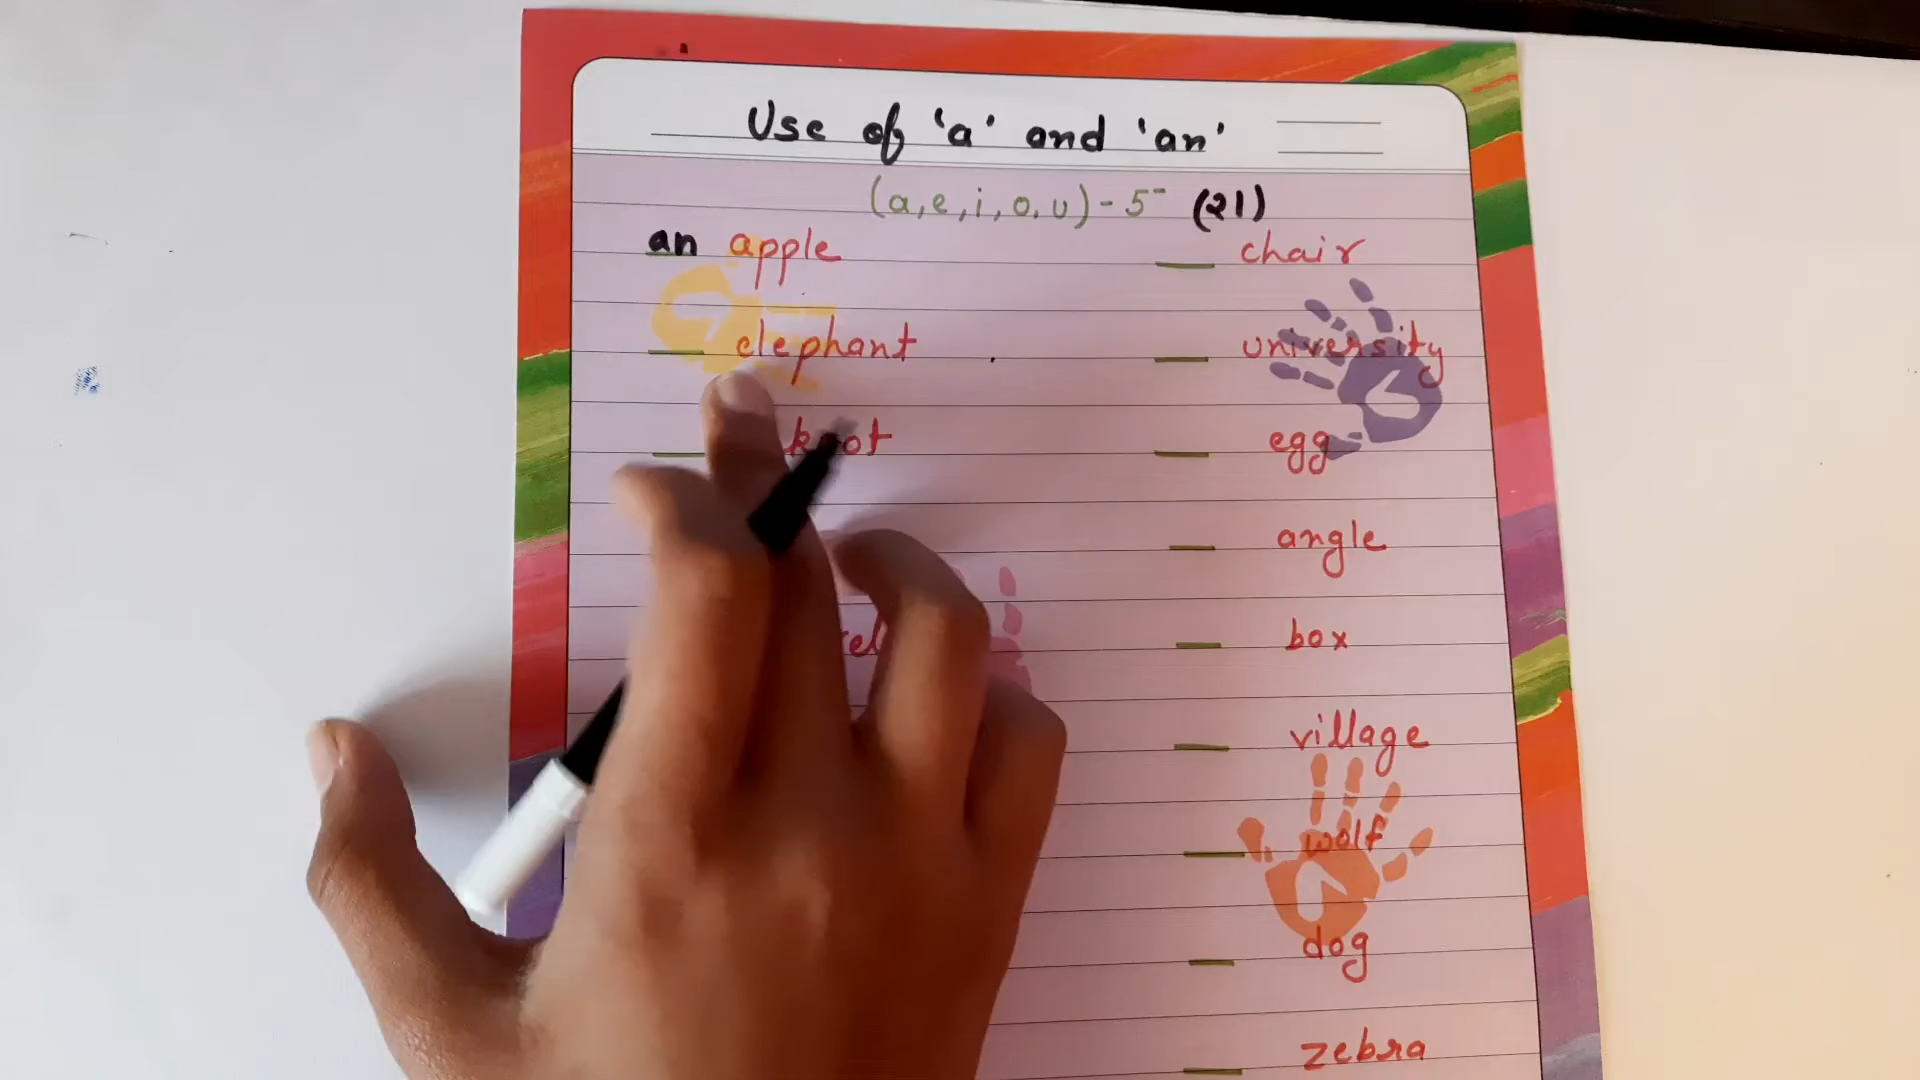 Use of 'a' and 'an'
(a, e, i, o, u) - 5 (21)
an apple
elephant
chair
university
egg
angle
box
village
wolf
dog
zebra